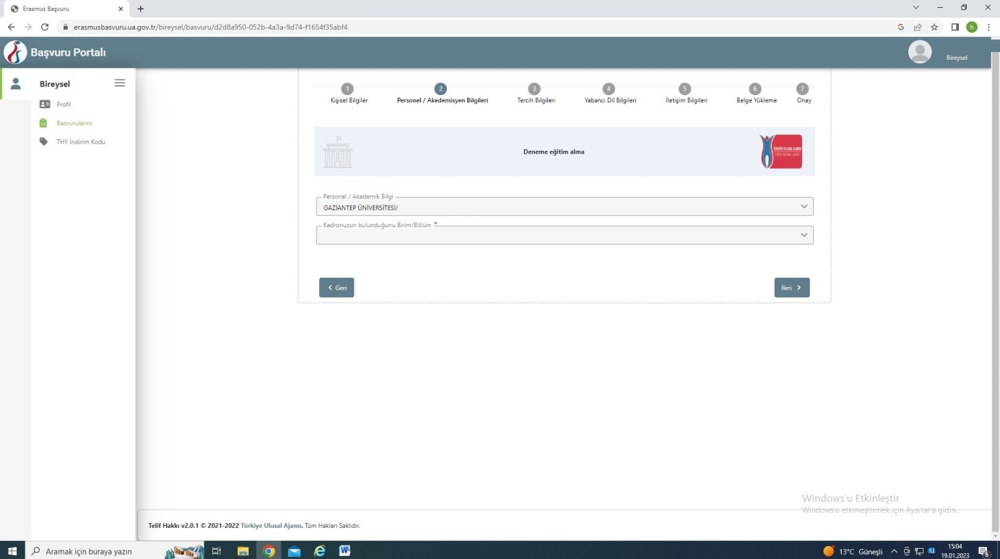 Erasmus Başvuru
erasmusbasvuru.ua.gov.tr/bireysel/basvuru/d2d8a950-052b-4a3a-9d74-f1654f35abf4
Başvuru Portalı
Bireysel
Bireysel
Profil
Basvurularım
THY İndirim Kodu
1 2 3 4 5 6 7
Kişisel Bilgiler Personel / Akedemisyen Bilgileri Tercih Bilgileri Yabancı Dil Bilgileri İletişim Bilgileri Belge Yükleme Onay
Deneme eğitim alma
TÜRKİYE ULUSAL AJANSI
Personel / Akademik Bilgi
GAZİANTEP ÜNİVERSİTESİ/
Kadronuzun bulunduğunu Birim/Bölüm *
Geri
İleri
Windows'u Etkinleştir
Windows'u etkinleştirmek için Ayarlar'a gidin.
Telif Hakkı v2.0.1 © 2021-2022 Türkiye Ulusal Ajansı. Tüm Hakları Saklıdır.
Aramak için buraya yazın
13°C Güneşli
15:04
19.01.2023